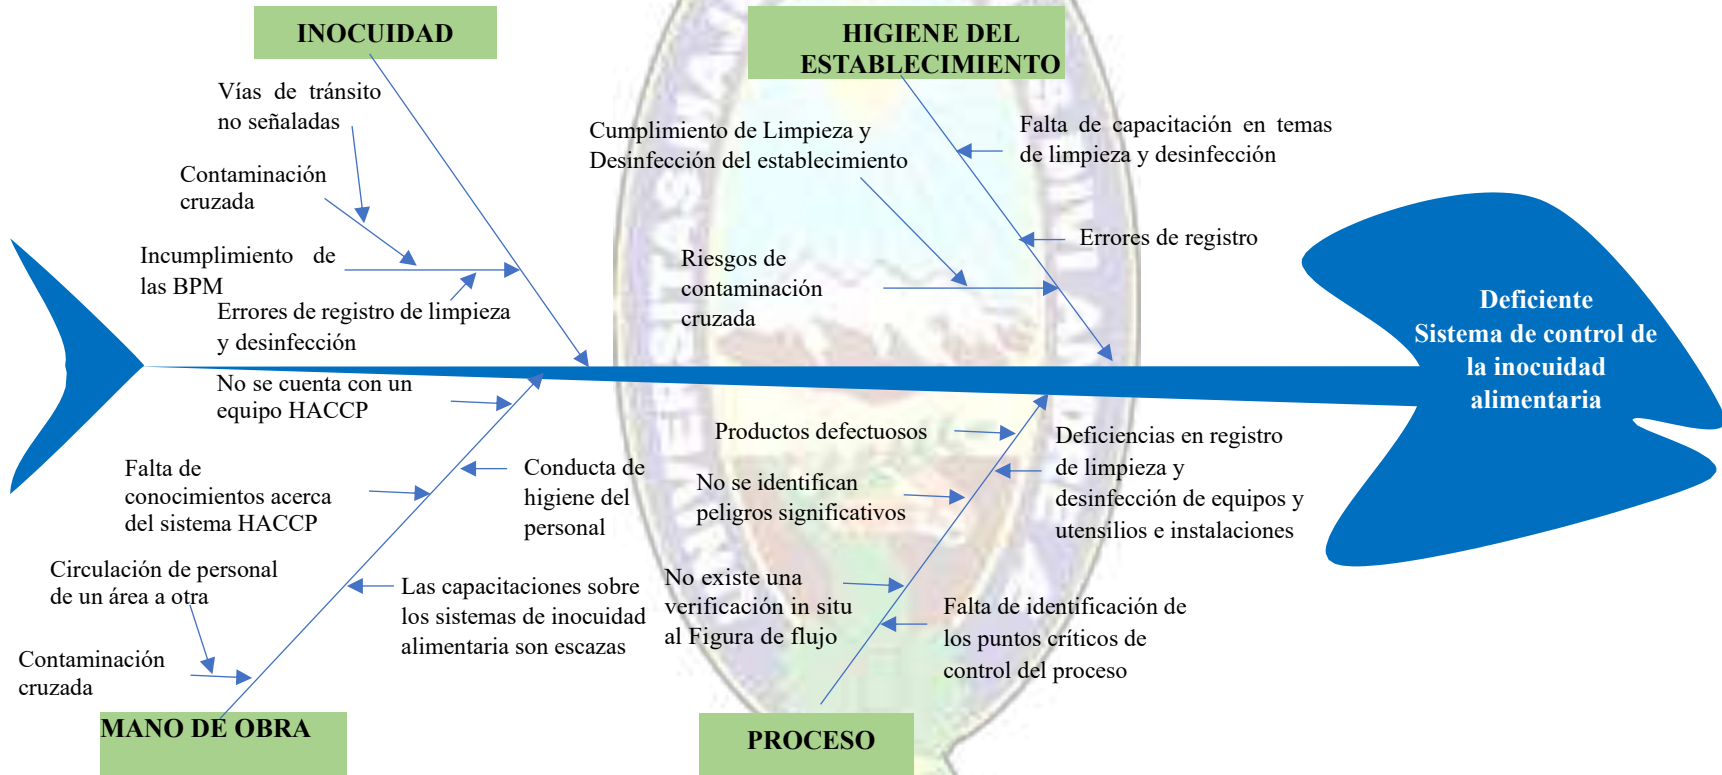 INOCUIDAD
HIGIENE DEL
ESTABLECIMIENTO
Vías de tránsito
no señaladas
Contaminación
cruzada
Incumplimiento de
las BPM
Errores de registro de limpieza
y desinfección
Cumplimiento de Limpieza y
Desinfección del establecimiento
Falta de capacitación en temas
de limpieza y desinfección
Errores de registro
Riesgos de
contaminación
cruzada
Deficiente
Sistema de control de
la inocuidad
alimentaria
No se cuenta con un
equipo HACCP
Falta de
conocimientos acerca
del sistema HACCP
Conducta de
higiene del
personal
Circulación de personal
de un área a otra
Las capacitaciones sobre
los sistemas de inocuidad
alimentaria son escazas
Contaminación
cruzada
MANO DE OBRA
Productos defectuosos
Deficiencias en registro
de limpieza y
desinfección de equipos y
utensilios e instalaciones
No se identifican
peligros significativos
No existe una
verificación in situ
al Figura de flujo
Falta de identificación de
los puntos críticos de
control del proceso
PROCESO